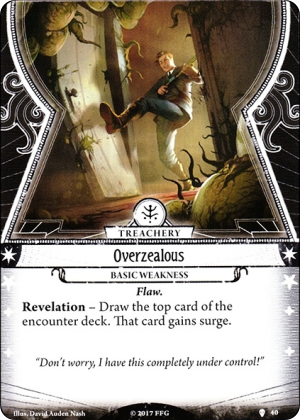 TREACHERY
Overzealous
BASIC WEAKNESS
Flaw.
Revelation – Draw the top card of the
encounter deck. That card gains surge.
“Don’t worry, I have this completely under control!”
Illus. David Auden Nash
© 2017 FFG
40